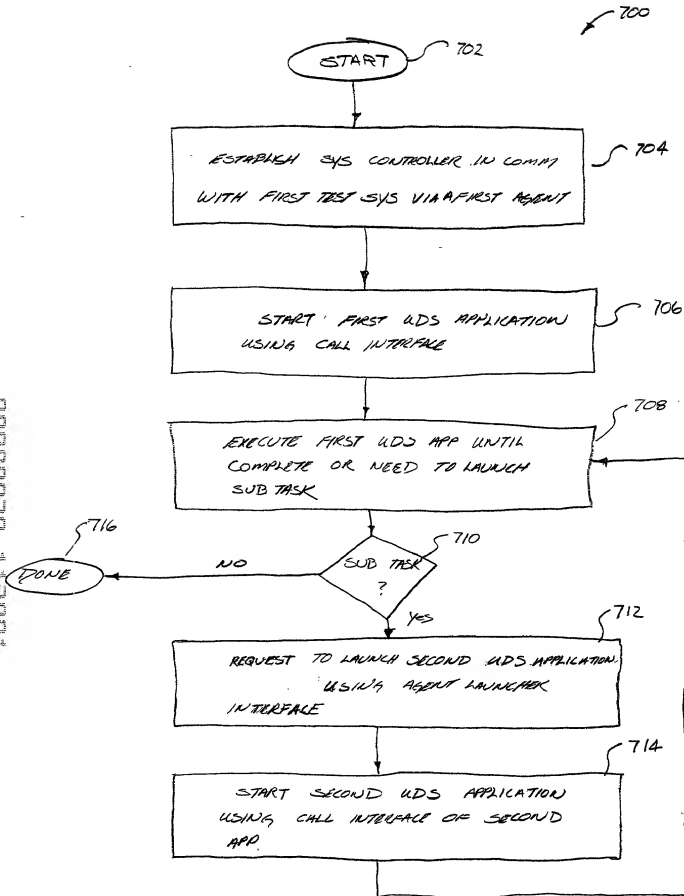 700
START
702
ESTABLISH SYS CONTROLLER IN COMM
WITH FIRST TEST SYS VIA A FIRST AGENT
704
START FIRST UDS APPLICATION
USING CALL INTERFACE
706
EXECUTE FIRST UDS APP UNTIL
COMPLETE OR NEED TO LAUNCH
SUB TASK
708
SUB TASK
?
710
NO
DONE
716
YES
REQUEST TO LAUNCH SECOND UDS APPLICATION
USING AGENT LAUNCHER
INTERFACE
712
START SECOND UDS APPLICATION
USING CALL INTERFACE OF SECOND
APP.
714